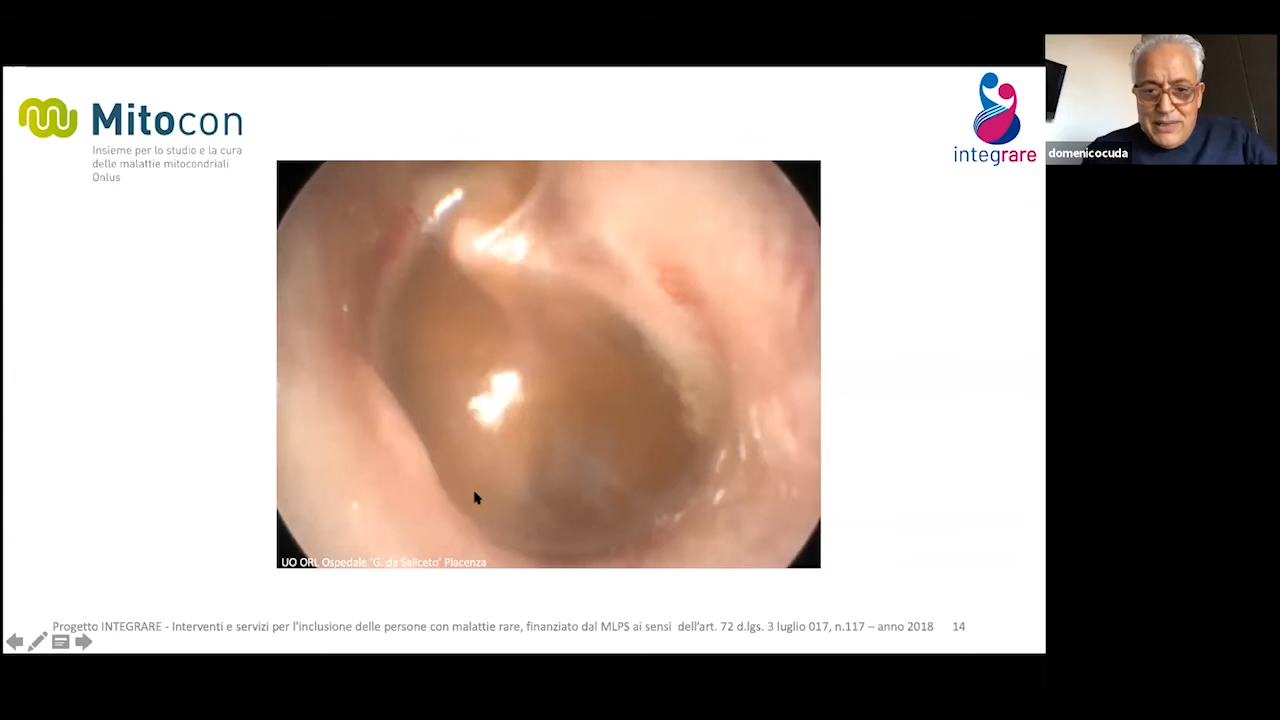 Mitocon
Insieme per lo studio e la cura
delle malattie mitocondriali
Onlus
integrare
domenicocuda
UO ORL Ospedale "G. da Saliceto" Piacenza
Progetto INTEGRARE - Interventi e servizi per l'inclusione delle persone con malattie rare, finanziato dal MLPS ai sensi dell'art. 72 d.lgs. 3 luglio 017, n.117 – anno 2018 14